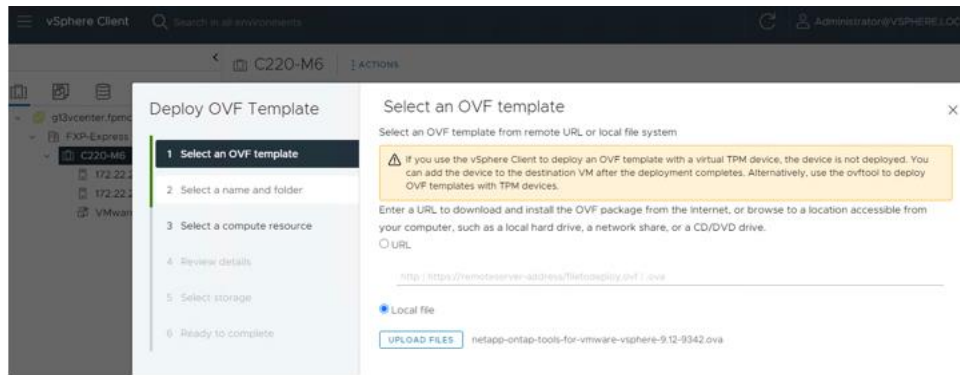 vSphere Client
Search in all environments
Administrator@VSPHERE.LOC
C220-M6
ACTIONS
g13vcenter.fpmc
FXP-Express
C220-M6
172.22.2
172.22.2
VMwar
Deploy OVF Template
1 Select an OVF template
2 Select a name and folder
3 Select a compute resource
4 Review details
5 Select storage
6 Ready to complete
Select an OVF template
Select an OVF template from remote URL or local file system
If you use the vSphere Client to deploy an OVF template with a virtual TPM device, the device is not deployed. You
can add the device to the destination VM after the deployment completes. Alternatively, use the ovftool to deploy
OVF templates with TPM devices.
Enter a URL to download and install the OVF package from the Internet, or browse to a location accessible from
your computer, such as a local hard drive, a network share, or a CD/DVD drive.
URL
http | https://remoteserver-address/filetodeploy.ovf | .ova
Local file
UPLOAD FILES netapp-ontap-tools-for-vmware-vsphere-9.12-9342.ova